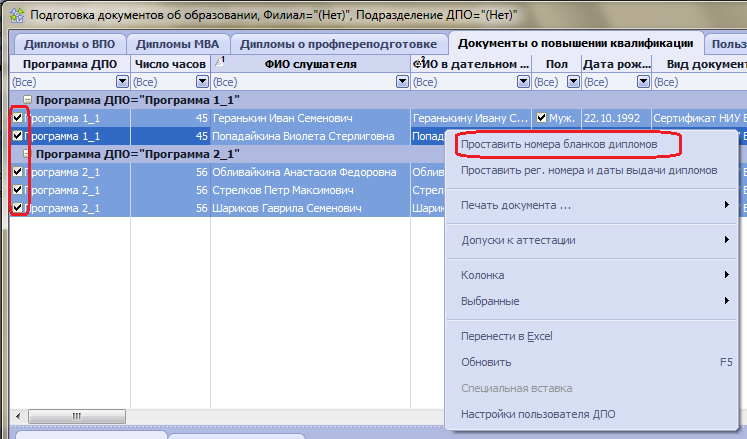 Подготовка документов об образовании, Филиал="(Нет)", Подразделение ДПО="(Нет)"
Дипломы о ВПО Дипломы МВА Дипломы о профпереподготовке Документы о повышении квалификации Польз
Программа ДПО Число часов 1 ФИО слушателя 2 ФИО в дательном ... Пол Дата рож... Вид документ
(Все) (Все) (Все) (Все) (Все) (Все) (Все)
Программа ДПО="Программа 1_1"
Программа 1_1 45 Геранькин Иван Семенович Геранькину Ивану С... Муж. 22.10.1992 Сертификат НИУ В
Программа 1_1 45 Попадайкина Виолета Стерлиговна Попад
Программа ДПО="Программа 2_1"
Программа 2_1 56 Обливайкина Анастасия Федоровна Обли
Программа 2_1 56 Стрелков Петр Максимович Стрел
Программа 2_1 56 Шариков Гаврила Семенович Шарик
Проставить номера бланков дипломов
Проставить рег. номера и даты выдачи дипломов
Печать документа ...
Допуски к аттестации
Колонка
Выбранные
Перенести в Excel
Обновить F5
Специальная вставка
Настройки пользователя ДПО